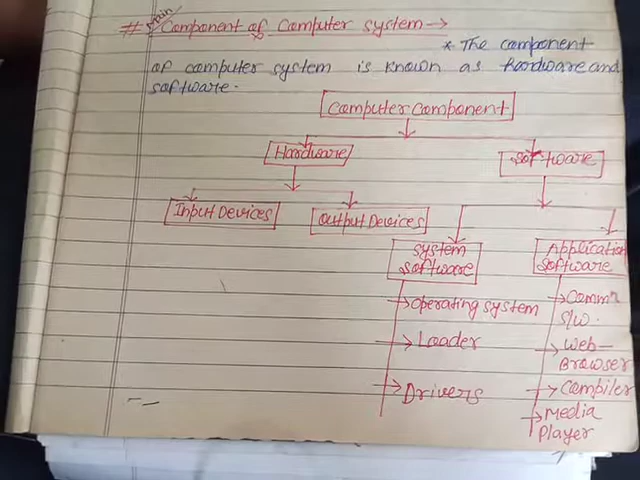 main
# Component of Computer system →
* The component
of computer system is known as hardware and
software.
Computer Component
Hardware
Software
Input Devices
Output Devices
System
Software
Application
Software
→ operating system
→ Loader
→ Drivers
→ Commn
S/w.
→ Web-
Browser
→ Compiler
→ Media
Player